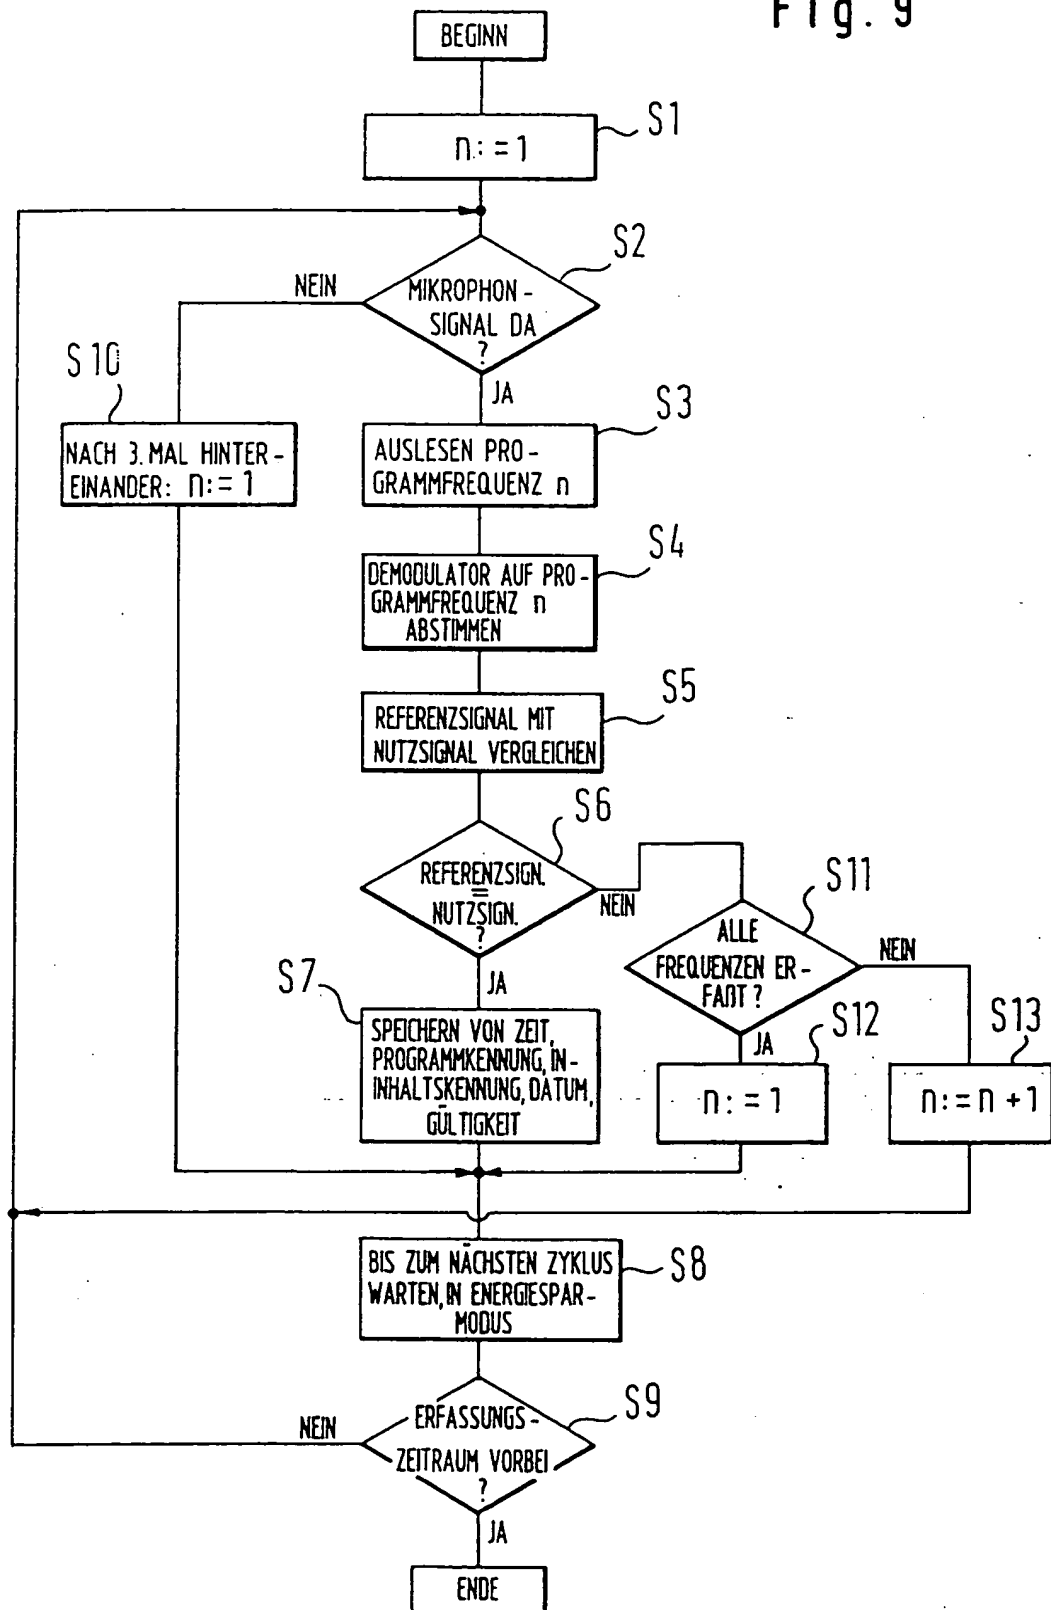 Fig. 9
BEGINN
S1
n:=1
S2
NEIN
MIKROPHON-
SIGNAL DA
?
JA
S10
NACH 3. MAL HINTER-
EINANDER: n:=1
S3
AUSLESEN PRO-
GRAMMFREQUENZ n
S4
DEMODULATOR AUF PRO-
GRAMMFREQUENZ n
ABSTIMMEN
S5
REFERENZSIGNAL MIT
NUTZSIGNAL VERGLEICHEN
S6
REFERENZSIGN.
=
NUTZSIGN.
?
NEIN
JA
S11
ALLE
FREQUENZEN ER-
FAßT ?
NEIN
JA
S7
SPEICHERN VON ZEIT,
PROGRAMMKENNUNG, IN-
INHALTSKENNUNG, DATUM,
GÜLTIGKEIT
S12
n:=1
S13
n:=n+1
BIS ZUM NÄCHSTEN ZYKLUS
WARTEN, IN ENERGIESPAR-
MODUS
S8
S9
NEIN
ERFASSUNGS-
ZEITRAUM VORBEI
?
JA
ENDE